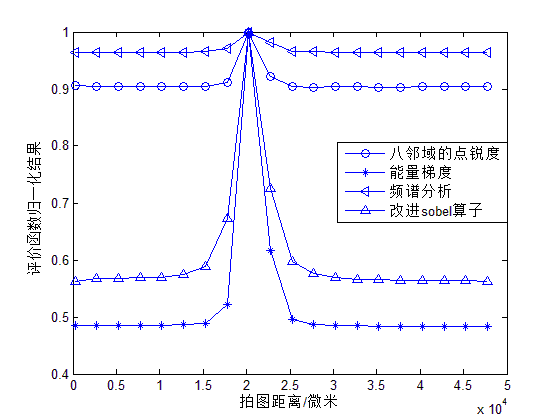 1
0.9
0.8
0.7
0.6
0.5
0.4
评价函数归一化结果
八邻域的点锐度
能量梯度
频谱分析
改进sobel算子
0 0.5 1 1.5 2 2.5 3 3.5 4 4.5 5
拍图距离/微米
x 10^4